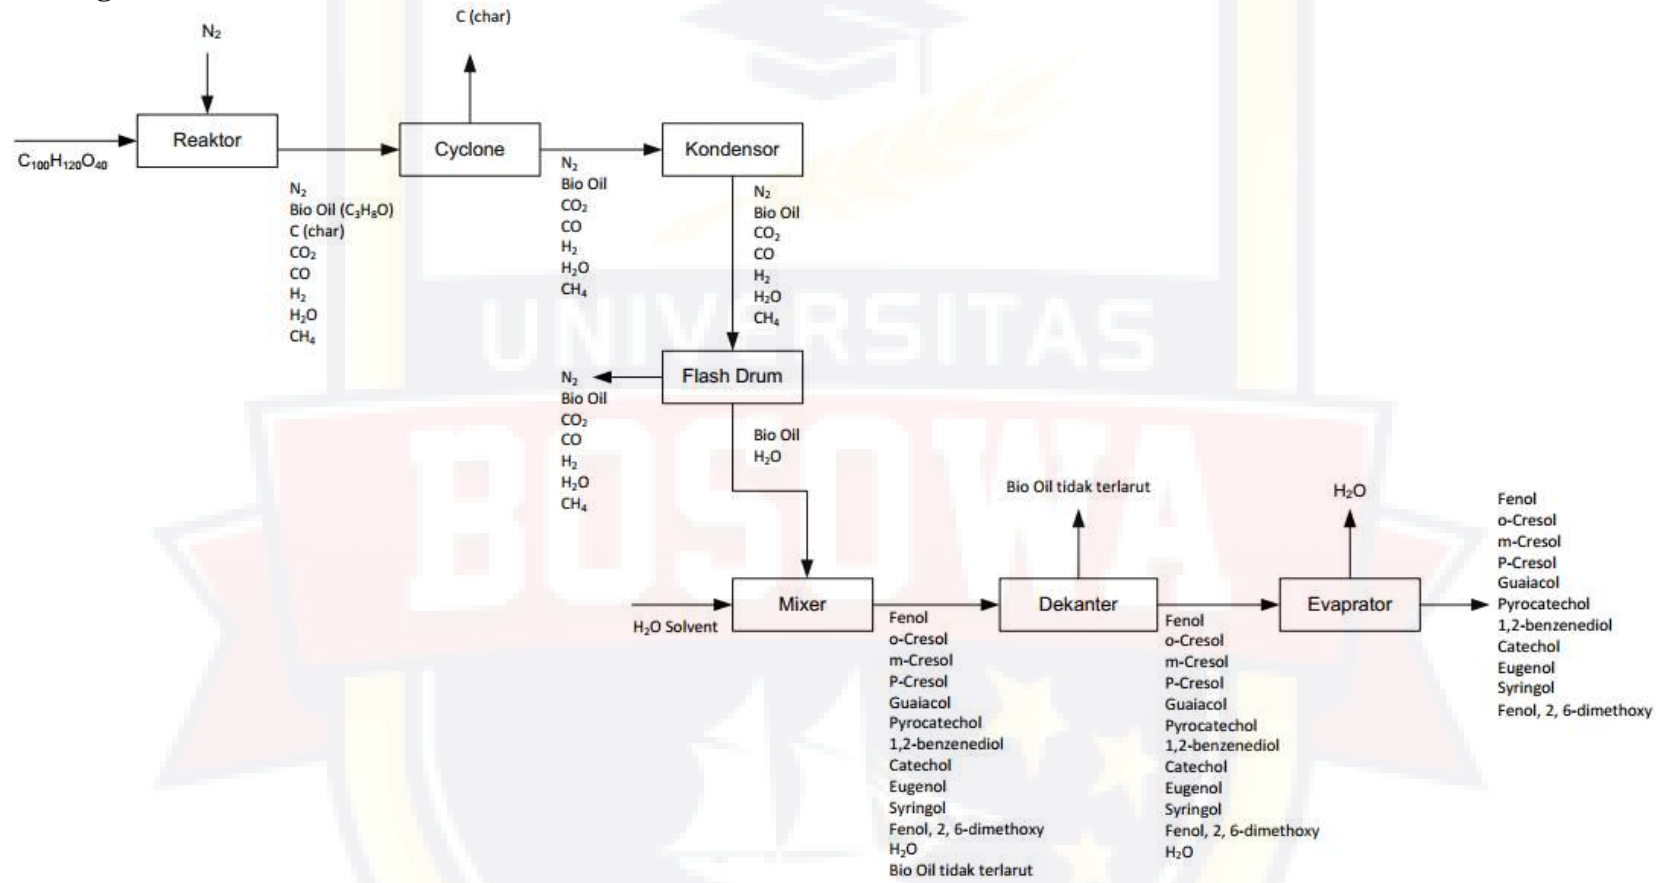 C (char)
N₂
Reaktor
Cyclone
Kondensor
C₁₀₀H₁₂₀O₄₀
N₂
Bio Oil (C₃H₈O)
C (char)
CO₂
CO
H₂
H₂O
CH₄
N₂
Bio Oil
CO₂
CO
H₂
H₂O
CH₄
N₂
Bio Oil
CO₂
CO
H₂
H₂O
CH₄
UNIVERSITAS
Flash Drum
N₂
Bio Oil
CO₂
CO
H₂
H₂O
CH₄
Bio Oil
H₂O
BOSOWA
Bio Oil tidak terlarut
H₂O
Mixer
Dekanter
Evaprator
H₂O Solvent
Fenol
o-Cresol
m-Cresol
P-Cresol
Guaiacol
Pyrocatechol
1,2-benzenediol
Catechol
Eugenol
Syringol
Fenol, 2, 6-dimethoxy
H₂O
Bio Oil tidak terlarut
Fenol
o-Cresol
m-Cresol
P-Cresol
Guaiacol
Pyrocatechol
1,2-benzenediol
Catechol
Eugenol
Syringol
Fenol, 2, 6-dimethoxy
H₂O
Fenol
o-Cresol
m-Cresol
P-Cresol
Guaiacol
Pyrocatechol
1,2-benzenediol
Catechol
Eugenol
Syringol
Fenol, 2, 6-dimethoxy